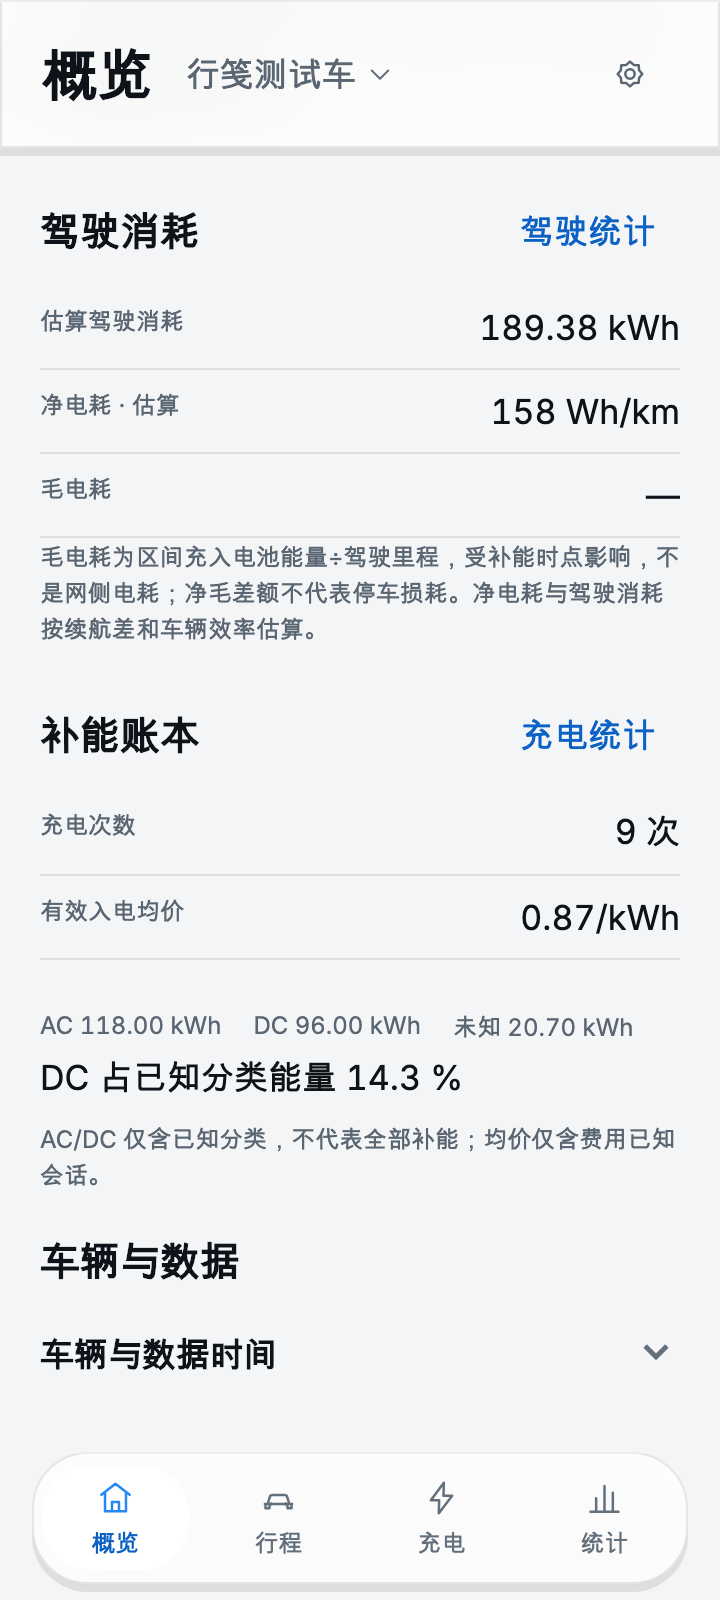 概览 行笺测试车
驾驶消耗 驾驶统计
估算驾驶消耗 189.38 kWh
净电耗 · 估算 158 Wh/km
毛电耗 —
毛电耗为区间充入电池能量÷驾驶里程，受补能时点影响，不
是网侧电耗；净毛差额不代表停车损耗。净电耗与驾驶消耗
按续航差和车辆效率估算。
补能账本 充电统计
充电次数 9 次
有效入电均价 0.87/kWh
AC 118.00 kWh DC 96.00 kWh 未知 20.70 kWh
DC 占已知分类能量 14.3 %
AC/DC 仅含已知分类，不代表全部补能；均价仅含费用已知
会话。
车辆与数据
车辆与数据时间
概览 行程 充电 统计